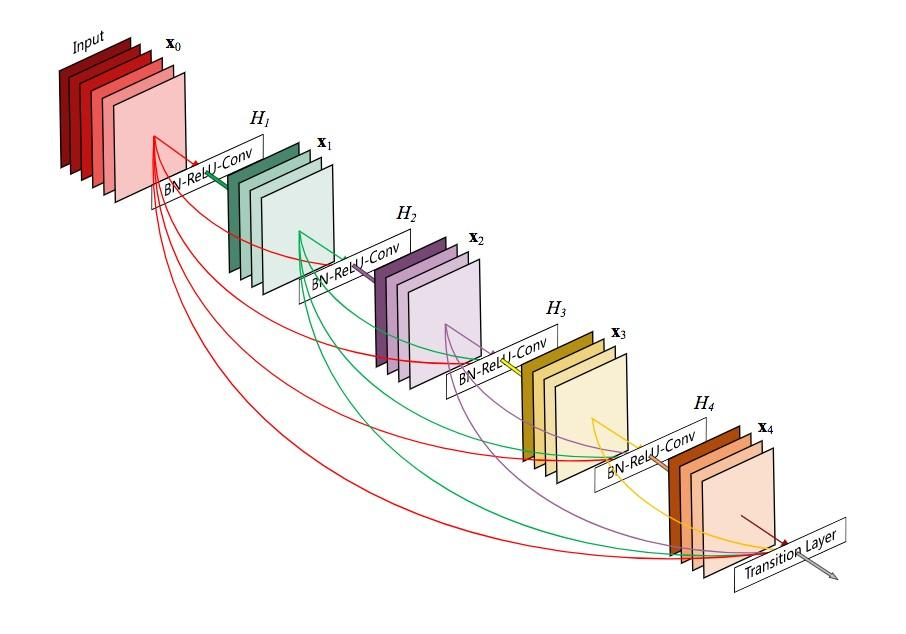 Input
x0
H1
BN-ReLU-Conv
x1
H2
BN-ReLU-Conv
x2
H3
BN-ReLU-Conv
x3
H4
BN-ReLU-Conv
x4
Transition Layer